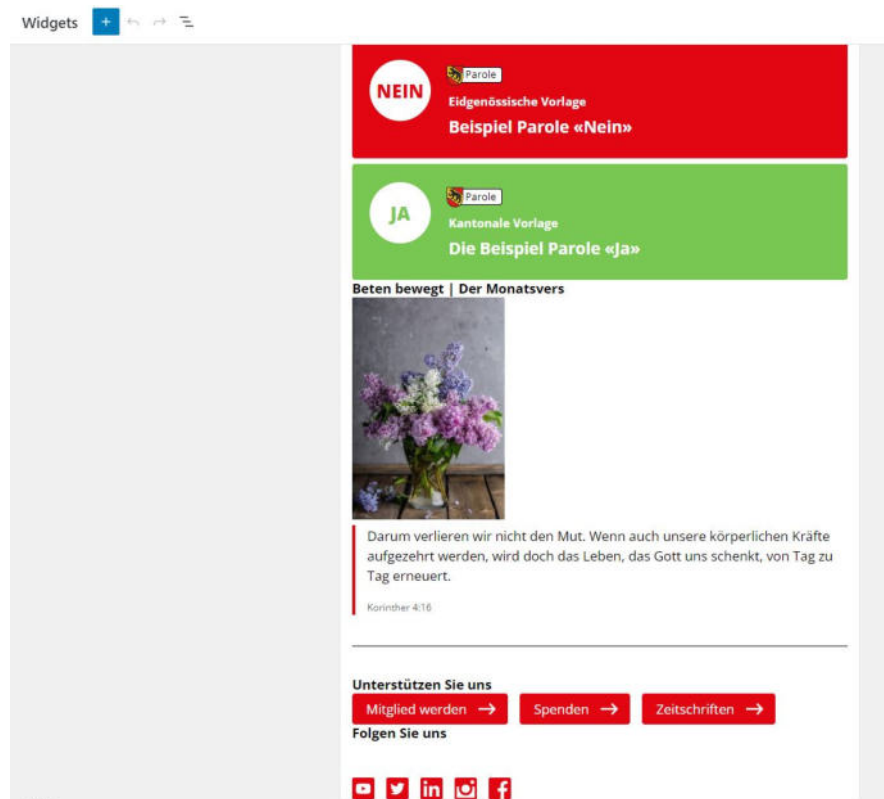 Widgets
NEIN
Parole
Eidgenössische Vorlage
Beispiel Parole «Nein»
JA
Parole
Kantonale Vorlage
Die Beispiel Parole «Ja»
Beten bewegt | Der Monatsvers
Darum verlieren wir nicht den Mut. Wenn auch unsere körperlichen Kräfte
aufgezehrt werden, wird doch das Leben, das Gott uns schenkt, von Tag zu
Tag erneuert.
Korinther 4:16
Unterstützen Sie uns
Mitglied werden → Spenden → Zeitschriften →
Folgen Sie uns